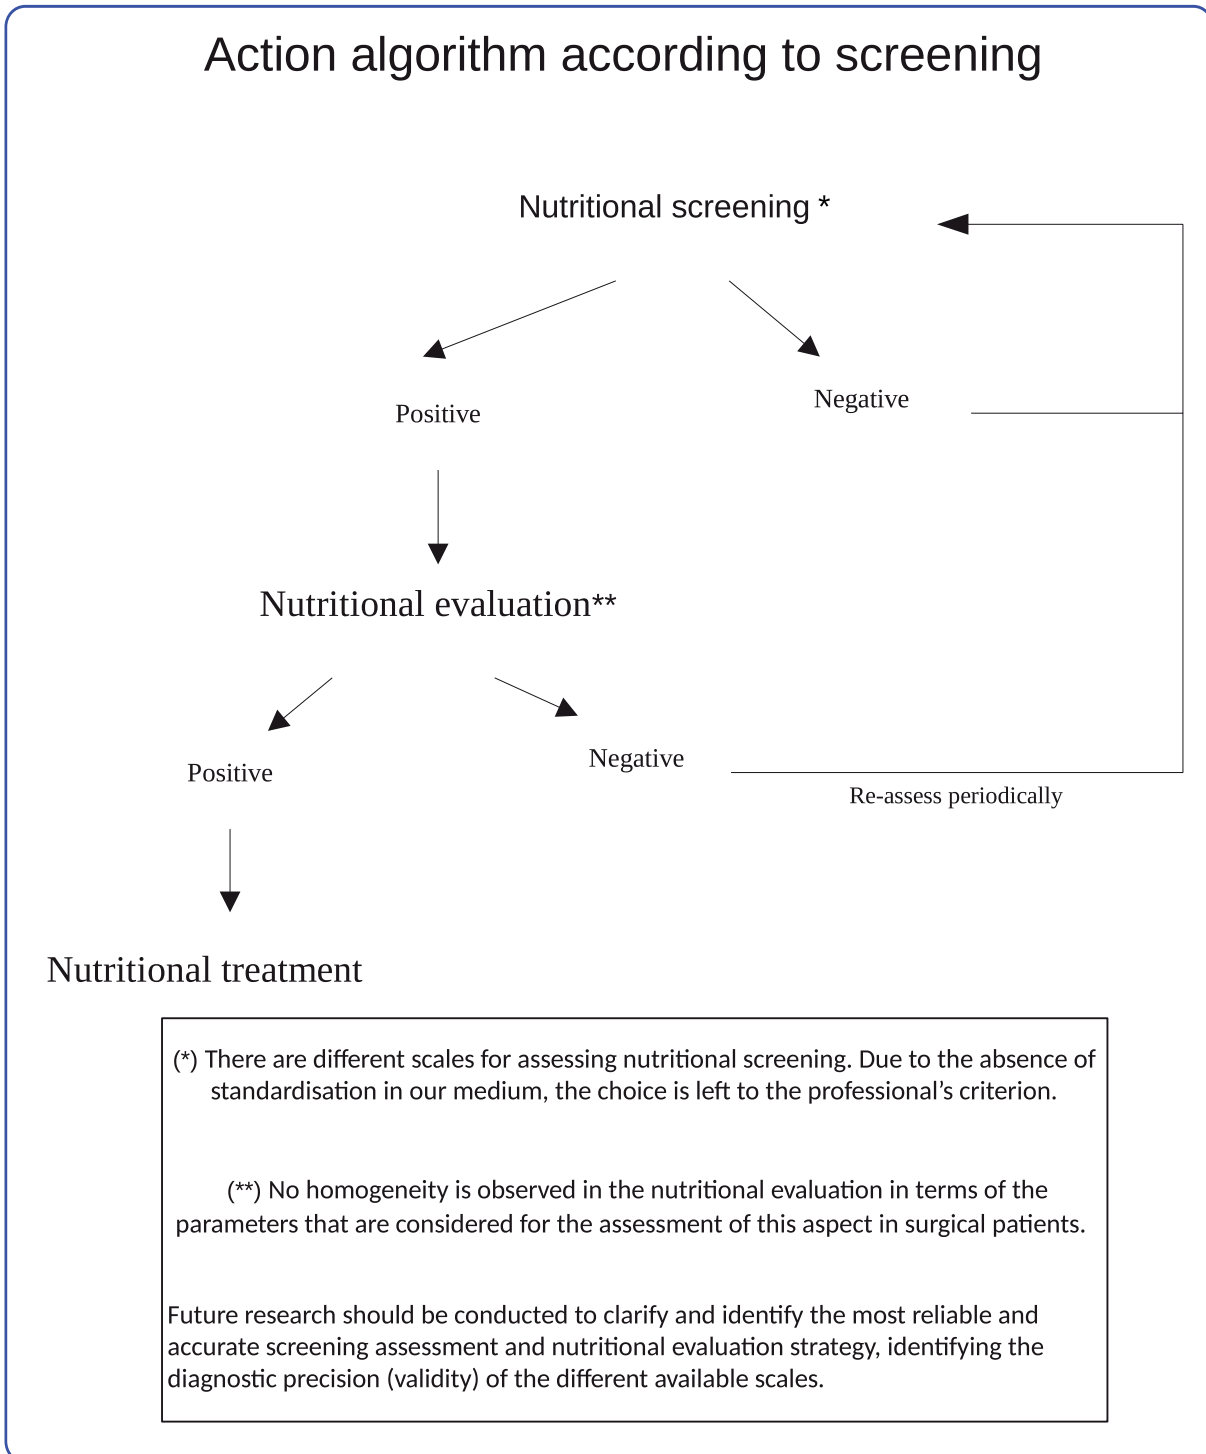 Action algorithm according to screening
Nutritional screening *
Positive
Negative
Nutritional evaluation**
Positive
Negative
Re-assess periodically
Nutritional treatment
(*) There are different scales for assessing nutritional screening. Due to the absence of
standardisation in our medium, the choice is left to the professional’s criterion.
(**) No homogeneity is observed in the nutritional evaluation in terms of the
parameters that are considered for the assessment of this aspect in surgical patients.
Future research should be conducted to clarify and identify the most reliable and
accurate screening assessment and nutritional evaluation strategy, identifying the
diagnostic precision (validity) of the different available scales.